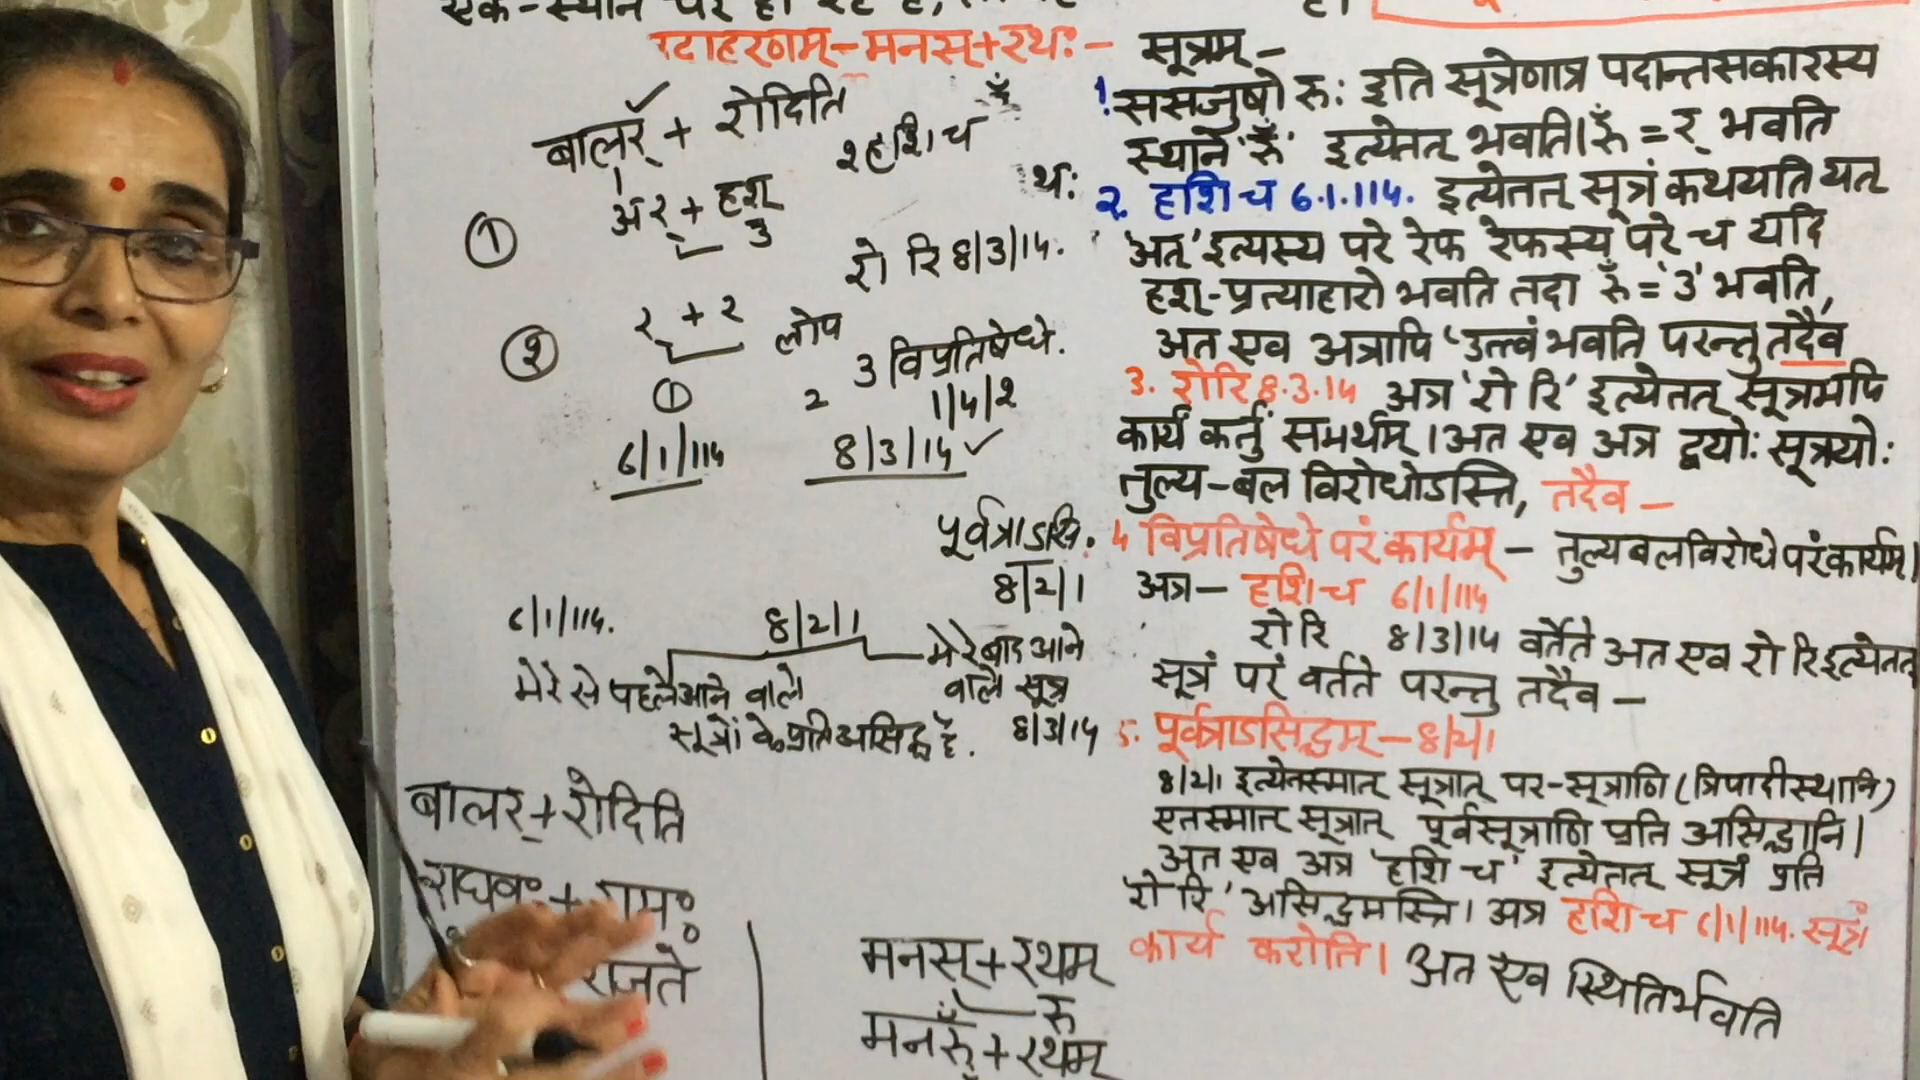 एक-स्थान पर हो रहे हैं,
है।
उदाहरणम्-मनस्+रथः-
बालर् + रोदिति
अर् + हश्
उ
१ हशि च
रुँ
थः
①
रो रि 8/3/14.
②
र् + र्
लोप
① 2
3 विप्रतिषेधे.
1/4/2
6/1/114
8/3/14 ✓
पूर्वत्राऽसि.
8/2/1
6/1/114.
8/2/1
मेरे से पहले आने वाले
सूत्रों के प्रति असिद्ध है.
मेरे बाद आने
वाले सूत्र
8/3/14
बालर् + रोदिति
राघवः + रामः
राजते
मनस्+रथम्
रु
मनरुँ+रथम्
सूत्रम् -
1 ससजुषो रुः इति सूत्रेणात्र पदान्तसकारस्य
स्थाने 'रुँ' इत्येतत् भवति। रुँ = र् भवति
2. हशि च 6.1.114. इत्येतत् सूत्रं कथयति यत्
'अत्' इत्यस्य परे रेफ रेफस्य परे च यदि
हश्-प्रत्याहारो भवति तदा रुँ = 'उ' भवति,
अत एव अत्रापि 'उत्त्वं भवति परन्तु तदैव
3. रोरि 8.3.14 अत्र 'रो रि' इत्येतत् सूत्रमपि
कार्यं कर्तुं समर्थम्। अत एव अत्र द्वयोः सूत्रयोः
तुल्य-बल विरोधोऽस्ति, तदैव -
4 विप्रतिषेधे परं कार्यम् - तुल्यबलविरोधे परं कार्यम्।
अत्र - हशि च 6/1/114
रो रि 8/3/14 वर्तेते अत एव रो रि इत्येतत्
सूत्रं परं वर्तते परन्तु तदैव -
5. पूर्वत्राऽसिद्धम् - 8/2/1
8/2/1 इत्येतस्मात् सूत्रात् पर-सूत्राणि (त्रिपादीस्थानि)
एतस्मात् सूत्रात् पूर्वसूत्राणि प्रति असिद्धानि।
अत एव अत्र 'हशि च' इत्येतत् सूत्रं प्रति
'रो रि' असिद्धमस्ति। अत्र हशि च 6/1/114. सूत्रं
कार्यं करोति। अत एव स्थितिर्भवति